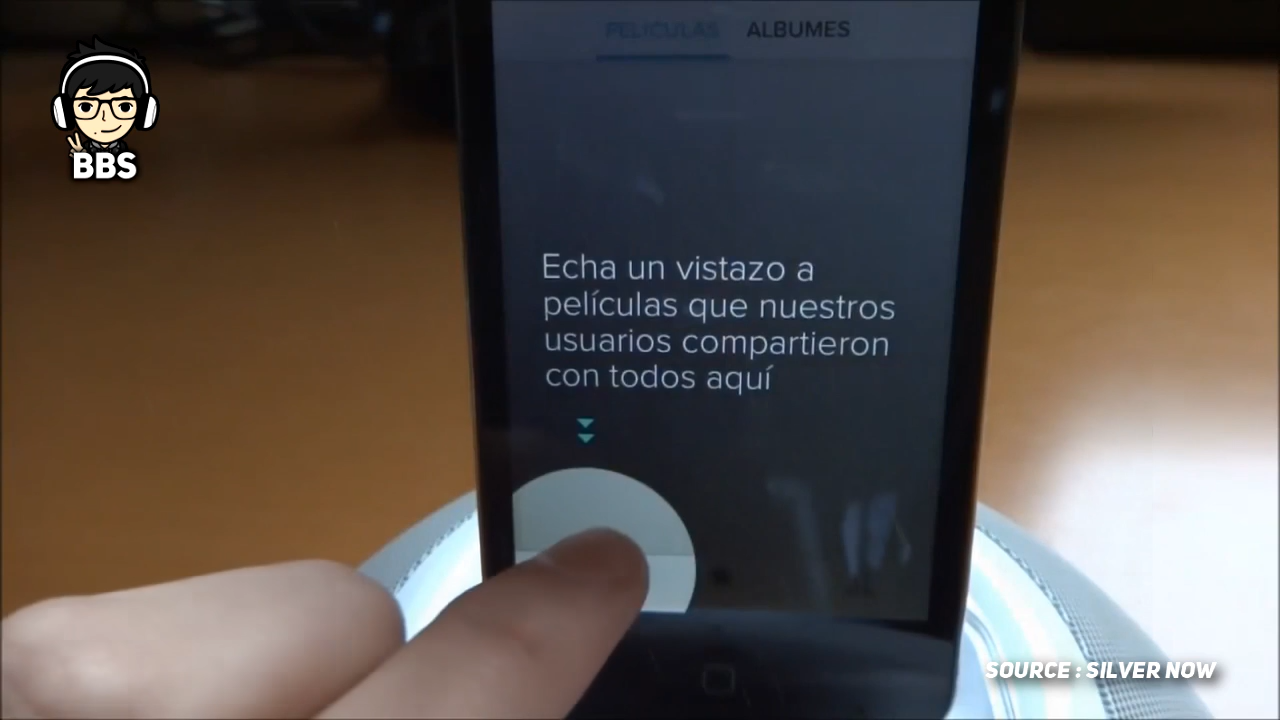 PELÍCULAS ALBUMES
BBS
Echa un vistazo a
películas que nuestros
usuarios compartieron
con todos aquí
SOURCE : SILVER NOW